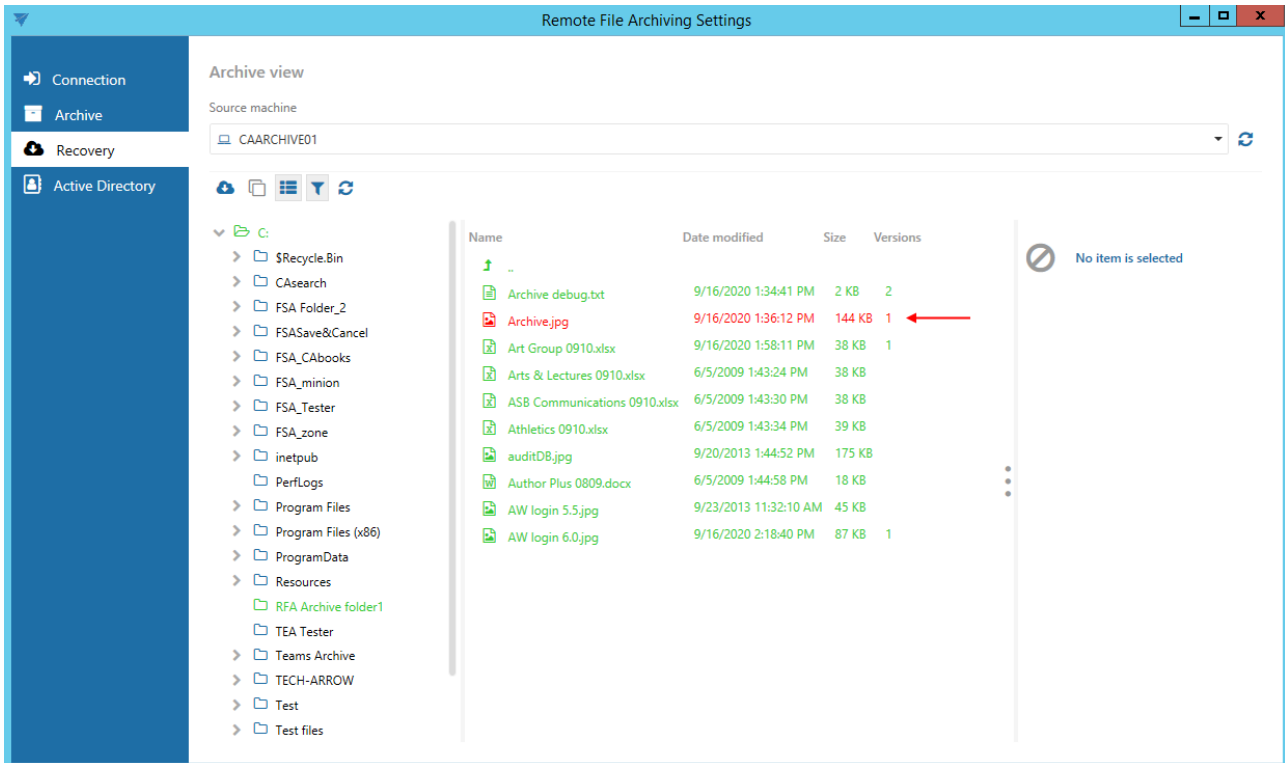 Remote File Archiving Settings
Connection
Archive
Recovery
Active Directory
Archive view
Source machine
CAARCHIVE01
C:
$Recycle.Bin
CAsearch
FSA Folder_2
FSASave&Cancel
FSA_CAbooks
FSA_minion
FSA_Tester
FSA_zone
inetpub
PerfLogs
Program Files
Program Files (x86)
ProgramData
Resources
RFA Archive folder1
TEA Tester
Teams Archive
TECH-ARROW
Test
Test files
Name Date modified Size Versions
..
Archive debug.txt 9/16/2020 1:34:41 PM 2 KB 2
Archive.jpg 9/16/2020 1:36:12 PM 144 KB 1
Art Group 0910.xlsx 9/16/2020 1:58:11 PM 38 KB 1
Arts & Lectures 0910.xlsx 6/5/2009 1:43:24 PM 38 KB
ASB Communications 0910.xlsx 6/5/2009 1:43:30 PM 38 KB
Athletics 0910.xlsx 6/5/2009 1:43:34 PM 39 KB
auditDB.jpg 9/20/2013 1:44:52 PM 175 KB
Author Plus 0809.docx 6/5/2009 1:44:58 PM 18 KB
AW login 5.5.jpg 9/23/2013 11:32:10 AM 45 KB
AW login 6.0.jpg 9/16/2020 2:18:40 PM 87 KB 1
No item is selected